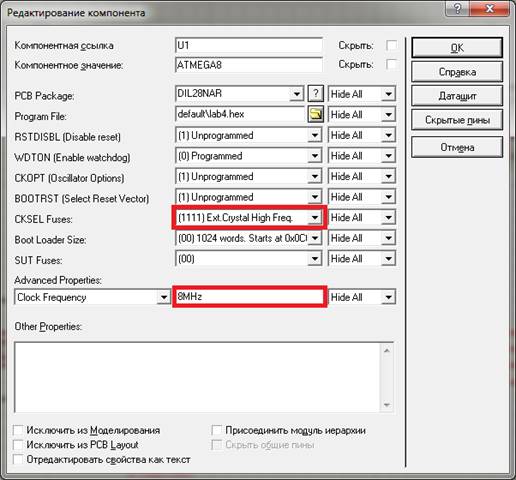 Редактирование компонента
Компонентная ссылка U1 Скрыть: OK
Компонентное значение: ATMEGA8 Скрыть: Справка
PCB Package: DIL28NAR ? Hide All Даташит
Program File: default\lab4.hex Hide All Скрытые пины
RSTDISBL (Disable reset) (1) Unprogrammed Hide All Отмена
WDTON (Enable watchdog) (0) Programmed Hide All
CKOPT (Oscillator Options) (1) Unprogrammed Hide All
BOOTRST (Select Reset Vector) (1) Unprogrammed Hide All
CKSEL Fuses: (1111) Ext.Crystal High Freq. Hide All
Boot Loader Size: (00) 1024 words. Starts at 0x0C Hide All
SUT Fuses: (00) Hide All
Advanced Properties:
Clock Frequency 8MHz Hide All
Other Properties:
Исключить из Моделирования Присоединить модуль иерархии
Исключить из PCB Layout Скрыть общие пины
Отредактировать свойства как текст